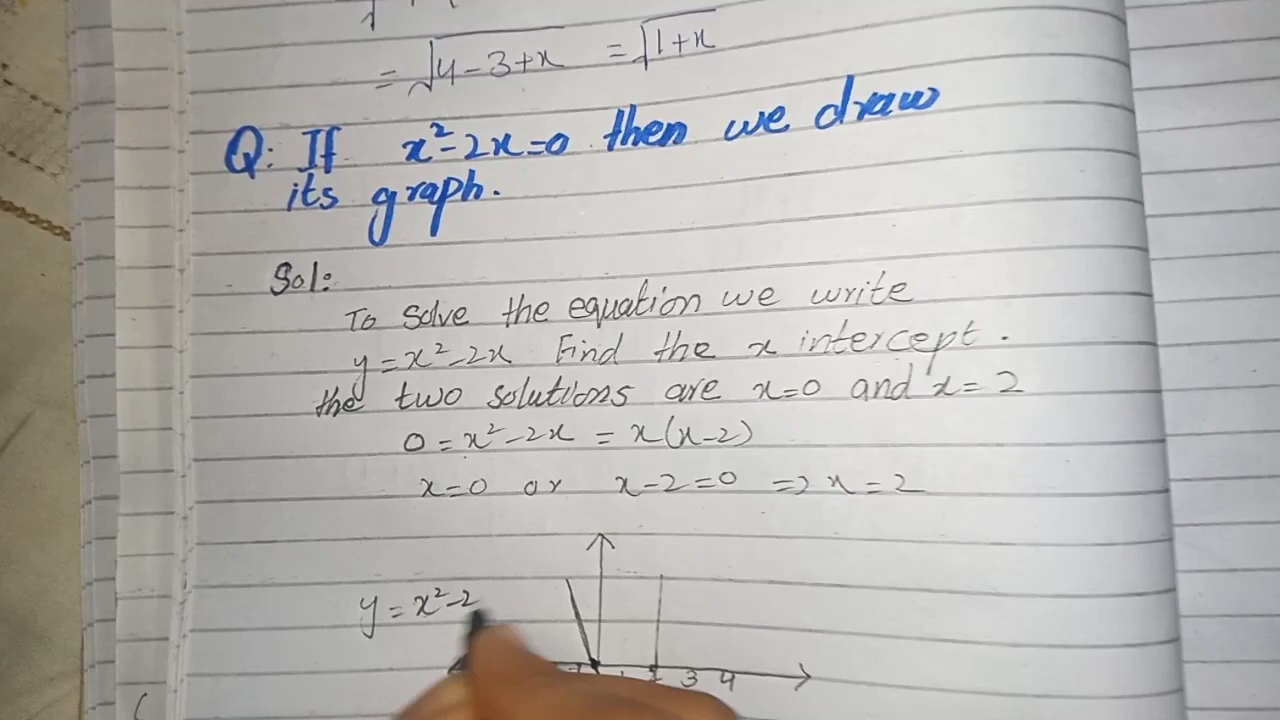 = √4-3+x = √1+x
Q: If x²-2x=0 then we draw
its graph.
Sol:
To solve the equation we write
y = x²-2x Find the x intercept.
the two solutions are x=0 and x=2
0 = x²-2x = x(x-2)
x=0 or x-2=0 => x=2
y = x²-2
1 2 3 4